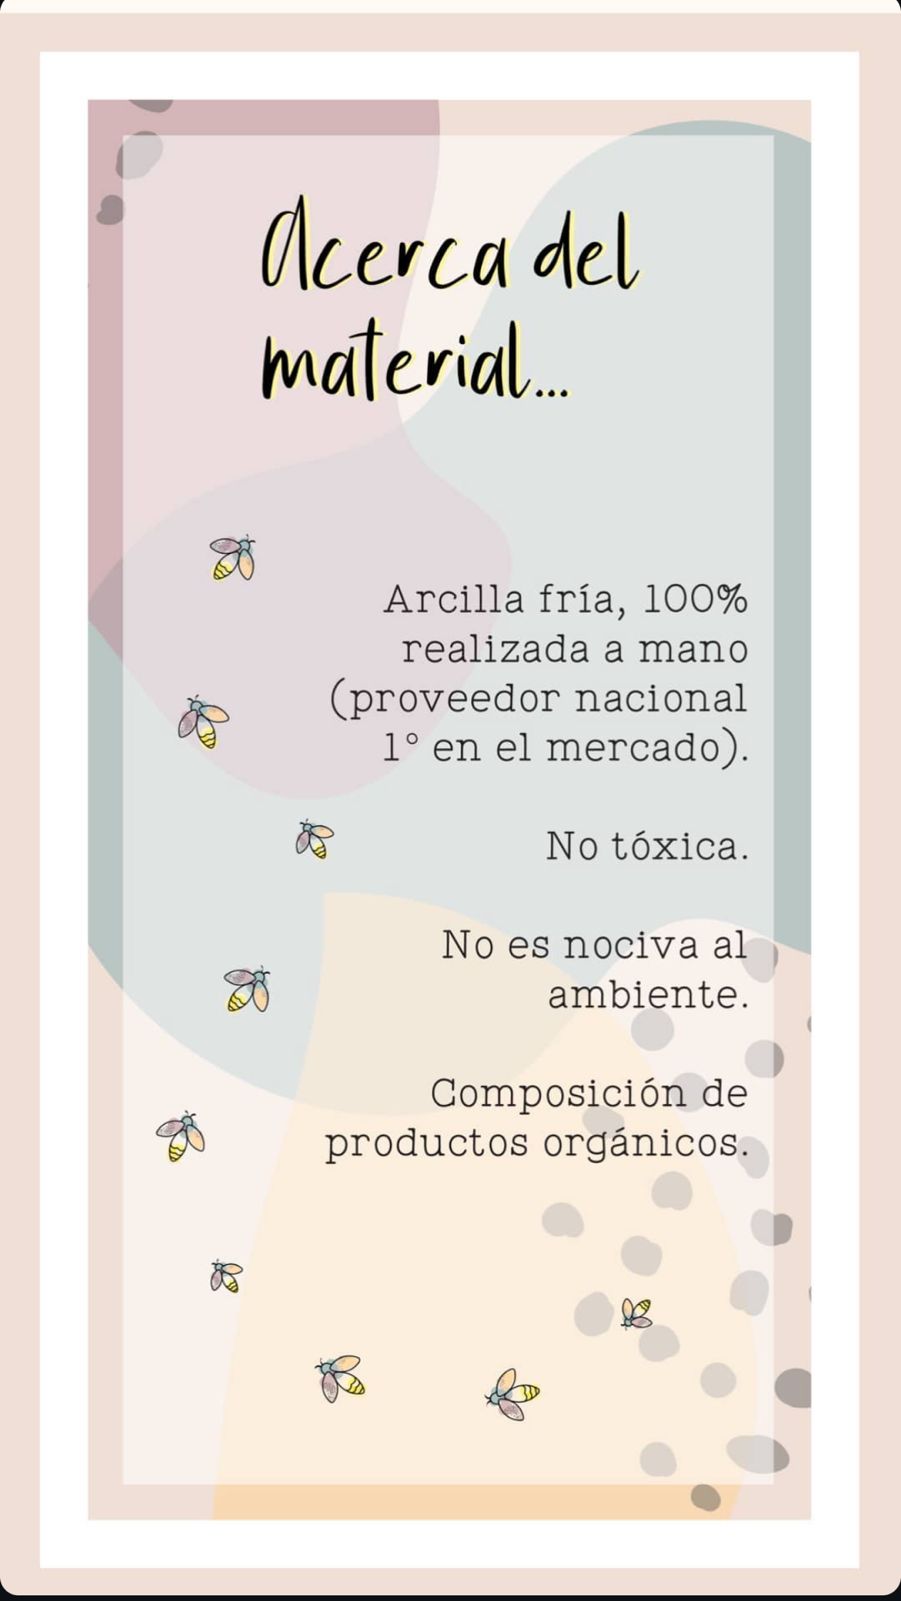 Acerca del
material...
Arcilla fría, 100%
realizada a mano
(proveedor nacional
1° en el mercado).
No tóxica.
No es nociva al
ambiente.
Composición de
productos orgánicos.